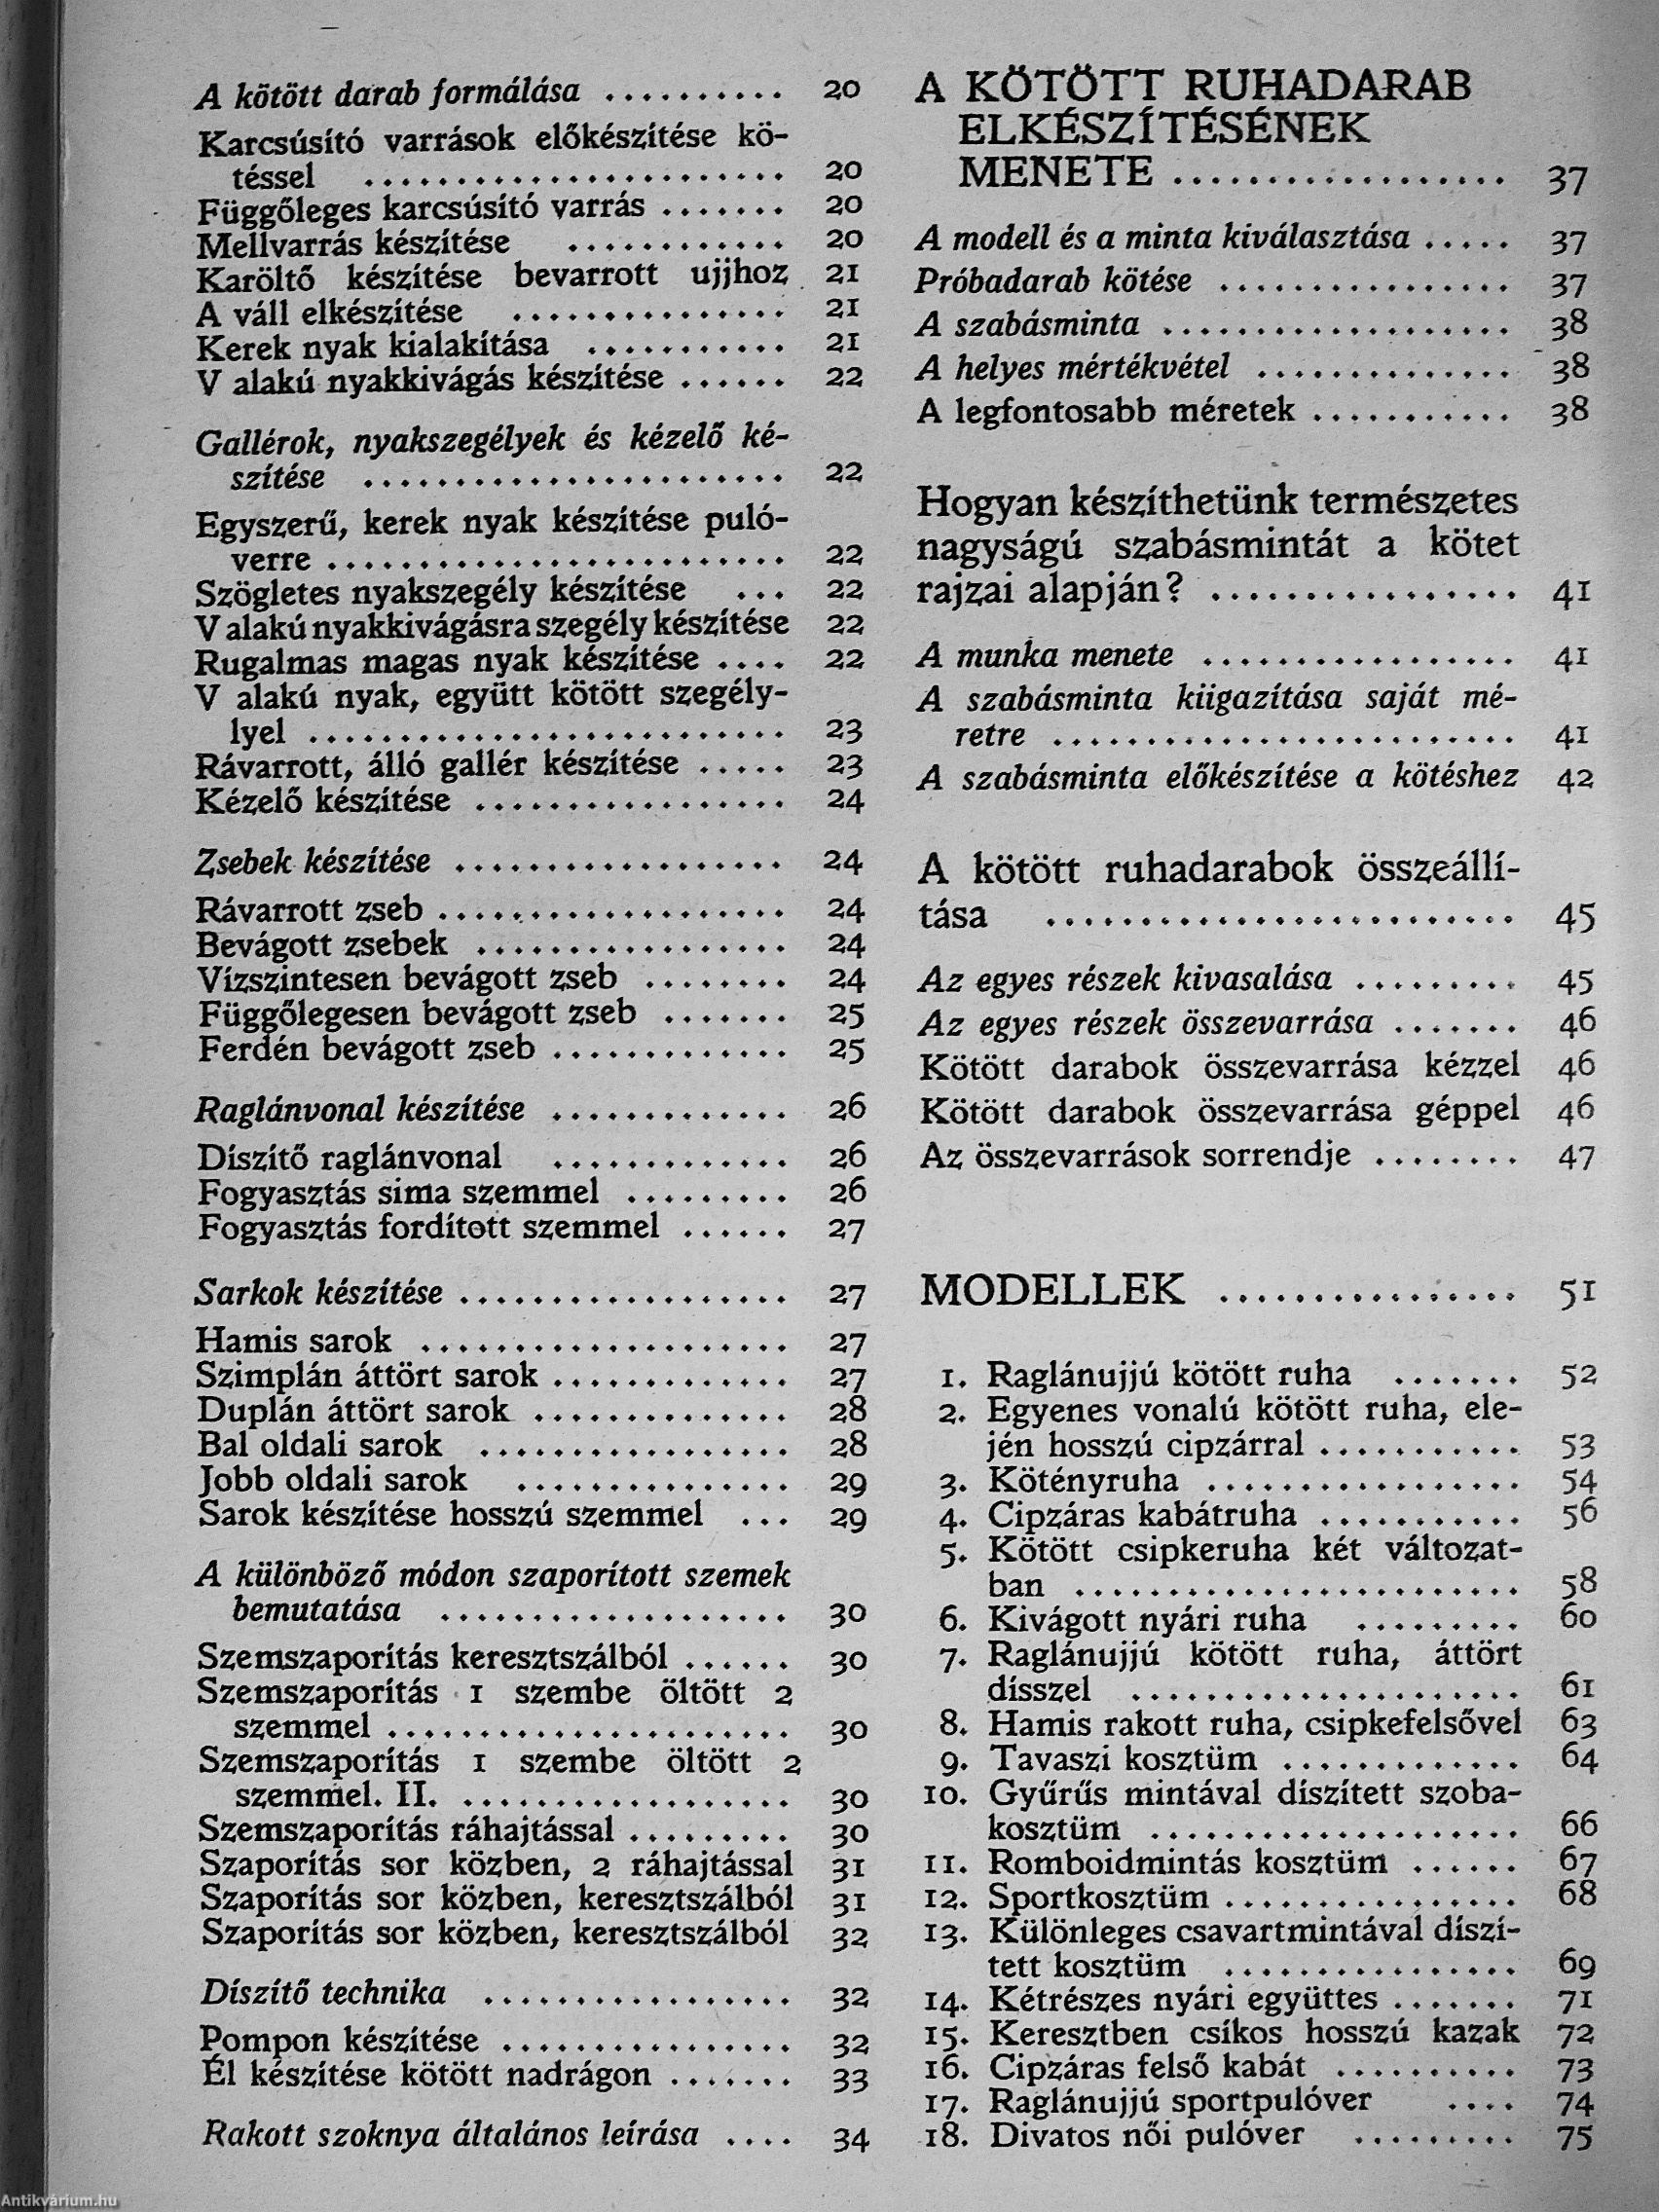 A kötött darab formálása .......... 20
Karcsúsító varrások előkészítése kö-
téssel ....................... 20
Függőleges karcsúsító varrás ....... 20
Mellvarrás készítése ............ 20
Karöltő készítése bevarrott ujjhoz . 21
A váll elkészítése ............... 21
Kerek nyak kialakítása ........... 21
V alakú nyakkivágás készítése ...... 22
Gallérok, nyakszegélyek és kézelő ké-
szítése ....................... 22
Egyszerű, kerek nyak készítése puló-
verre ......................... 22
Szögletes nyakszegély készítése ... 22
V alakú nyakkivágásra szegély készítése 22
Rugalmas magas nyak készítése .... 22
V alakú nyak, együtt kötött szegély-
lyel .......................... 23
Rávarrott, álló gallér készítése ..... 23
Kézelő készítése ................. 24
Zsebek készítése .................. 24
Rávarrott zseb ................... 24
Bevágott zsebek ................. 24
Vízszintesen bevágott zseb ........ 24
Függőlegesen bevágott zseb ....... 25
Ferdén bevágott zseb ............. 25
Raglánvonal készítése ............. 26
Díszítő raglánvonal ............. 26
Fogyasztás sima szemmel ......... 26
Fogyasztás fordított szemmel ...... 27
Sarkok készítése .................. 27
Hamis sarok .................... 27
Szimplán áttört sarok ............. 27
Duplán áttört sarok .............. 28
Bal oldali sarok ................. 28
Jobb oldali sarok ............... 29
Sarok készítése hosszú szemmel ... 29
A különböző módon szaporított szemek
bemutatása ................... 30
Szemszaporítás keresztszálból ...... 30
Szemszaporítás 1 szembe öltött 2
szemmel ...................... 30
Szemszaporítás 1 szembe öltött 2
szemmel. II. .................. 30
Szemszaporítás ráhajtással ......... 30
Szaporítás sor közben, 2 ráhajtással 31
Szaporítás sor közben, keresztszálból 31
Szaporítás sor közben, keresztszálból 32
Díszítő technika ................. 32
Pompon készítése ................ 32
Él készítése kötött nadrágon ....... 33
Rakott szoknya általános leírása .... 34
A KÖTÖTT RUHADARAB
ELKÉSZÍTÉSÉNEK
MENETE .................. 37
A modell és a minta kiválasztása ..... 37
Próbadarab kötése ................ 37
A szabásminta ................... 38
A helyes mértékvétel .............. 38
A legfontosabb méretek ........... 38
Hogyan készíthetünk természetes
nagyságú szabásmintát a kötet
rajzai alapján? ................ 41
A munka menete ................. 41
A szabásminta kiigazítása saját mé-
retre ......................... 41
A szabásminta előkészítése a kötéshez 42
A kötött ruhadarabok összeállí-
tása ......................... 45
Az egyes részek kivasalása ......... 45
Az egyes részek összevarrása ....... 46
Kötött darabok összevarrása kézzel 46
Kötött darabok összevarrása géppel 46
Az összevarrások sorrendje ........ 47
MODELLEK ................ 51
1. Raglánujjú kötött ruha ....... 52
2. Egyenes vonalú kötött ruha, ele-
jén hosszú cipzárral ........... 53
3. Kötényruha ................. 54
4. Cipzáras kabátruha ........... 56
5. Kötött csipkeruha két változat-
ban ........................ 58
6. Kivágott nyári ruha ......... 60
7. Raglánujjú kötött ruha, áttört
dísszel ..................... 61
8. Hamis rakott ruha, csipkefelsővel 63
9. Tavaszi kosztüm ............. 64
10. Gyűrűs mintával díszített szoba-
kosztüm .................... 66
11. Romboidmintás kosztüm ...... 67
12. Sportkosztüm ................ 68
13. Különleges csavartmintával díszí-
tett kosztüm ................ 69
14. Kétrészes nyári együttes ....... 71
15. Keresztben csíkos hosszú kazak 72
16. Cipzáras felső kabát .......... 73
17. Raglánujjú sportpulóver .... 74
18. Divatos női pulóver ......... 75
Antikvárium.hu